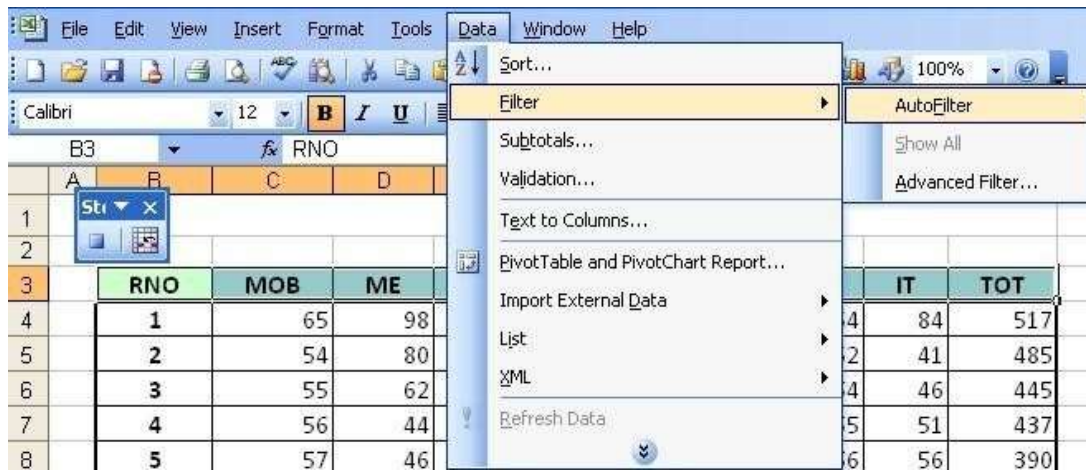 File Edit View Insert Format Tools Data Window Help
100%
Calibri 12 B I U
B3 fx RNO
Sort...
Filter
Subtotals...
Validation...
Text to Columns...
PivotTable and PivotChart Report...
Import External Data
List
XML
Refresh Data
AutoFilter
Show All
Advanced Filter...
A B C D
1
2
3 RNO MOB ME IT TOT
4 1 65 98 84 517
5 2 54 80 41 485
6 3 55 62 46 445
7 4 56 44 51 437
8 5 57 46 56 390